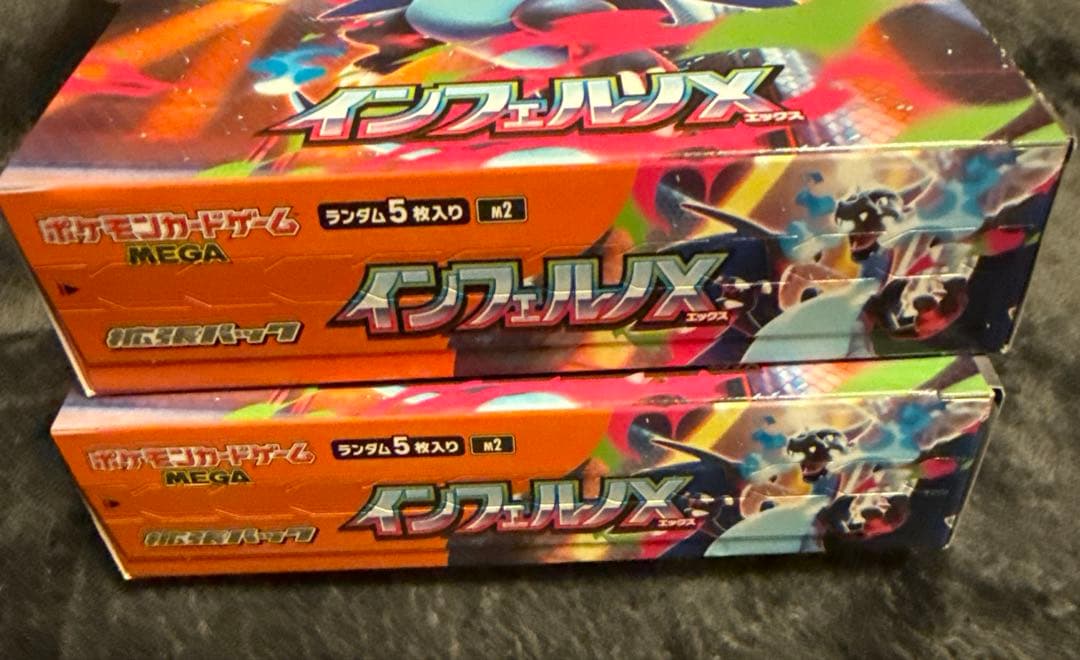 インフェルノX
エックス
ポケモンカードゲーム
MEGA
ランダム5枚入り
M2
インフェルノX
エックス
拡張パック
ポケモンカードゲーム
MEGA
ランダム5枚入り
M2
インフェルノX
エックス
拡張パック